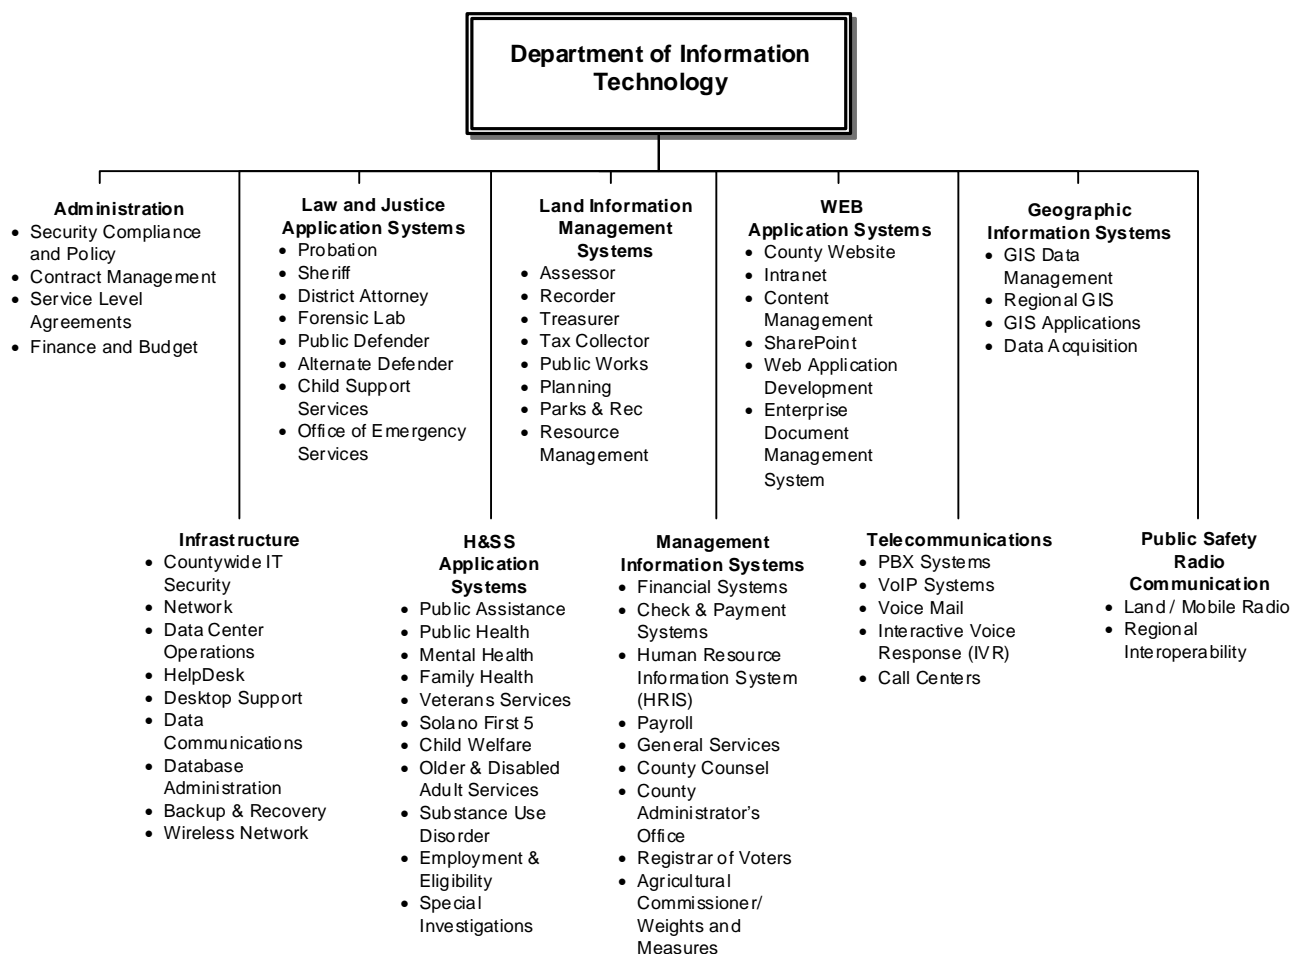 Department of Information
Technology
Administration
• Security Compliance
and Policy
• Contract Management
• Service Level
Agreements
• Finance and Budget
Law and Justice
Application Systems
• Probation
• Sheriff
• District Attorney
• Forensic Lab
• Public Defender
• Alternate Defender
• Child Support
Services
• Office of Emergency
Services
Land Information
Management
Systems
• Assessor
• Recorder
• Treasurer
• Tax Collector
• Public Works
• Planning
• Parks & Rec
• Resource
Management
WEB
Application Systems
• County Website
• Intranet
• Content
Management
• SharePoint
• Web Application
Development
• Enterprise
Document
Management
System
Geographic
Information Systems
• GIS Data
Management
• Regional GIS
• GIS Applications
• Data Acquisition
Infrastructure
• Countywide IT
Security
• Network
• Data Center
Operations
• HelpDesk
• Desktop Support
• Data
Communications
• Database
Administration
• Backup & Recovery
• Wireless Network
H&SS
Application
Systems
• Public Assistance
• Public Health
• Mental Health
• Family Health
• Veterans Services
• Solano First 5
• Child Welfare
• Older & Disabled
Adult Services
• Substance Use
Disorder
• Employment &
Eligibility
• Special
Investigations
Management
Information Systems
• Financial Systems
• Check & Payment
Systems
• Human Resource
Information System
(HRIS)
• Payroll
• General Services
• County Counsel
• County
Administrator's
Office
• Registrar of Voters
• Agricultural
Commissioner/
Weights and
Measures
Telecommunications
• PBX Systems
• VoIP Systems
• Voice Mail
• Interactive Voice
Response (IVR)
• Call Centers
Public Safety
Radio
Communication
• Land / Mobile Radio
• Regional
Interoperability